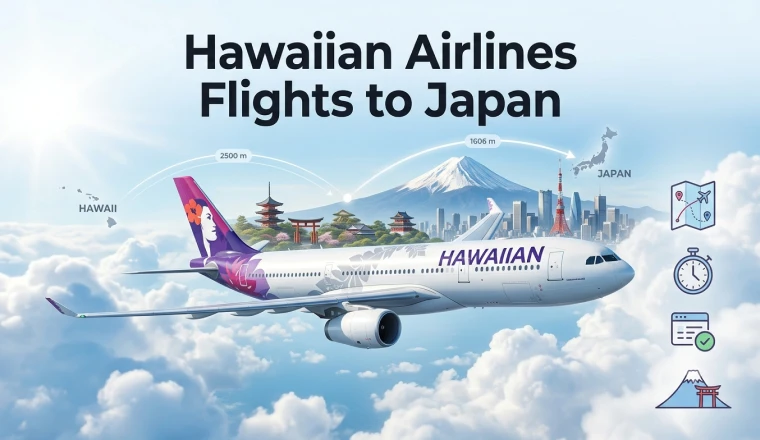 Hawaiian Airlines
Flights to Japan
2500 m
1606 m
HAWAII
JAPAN
HAWAIIAN